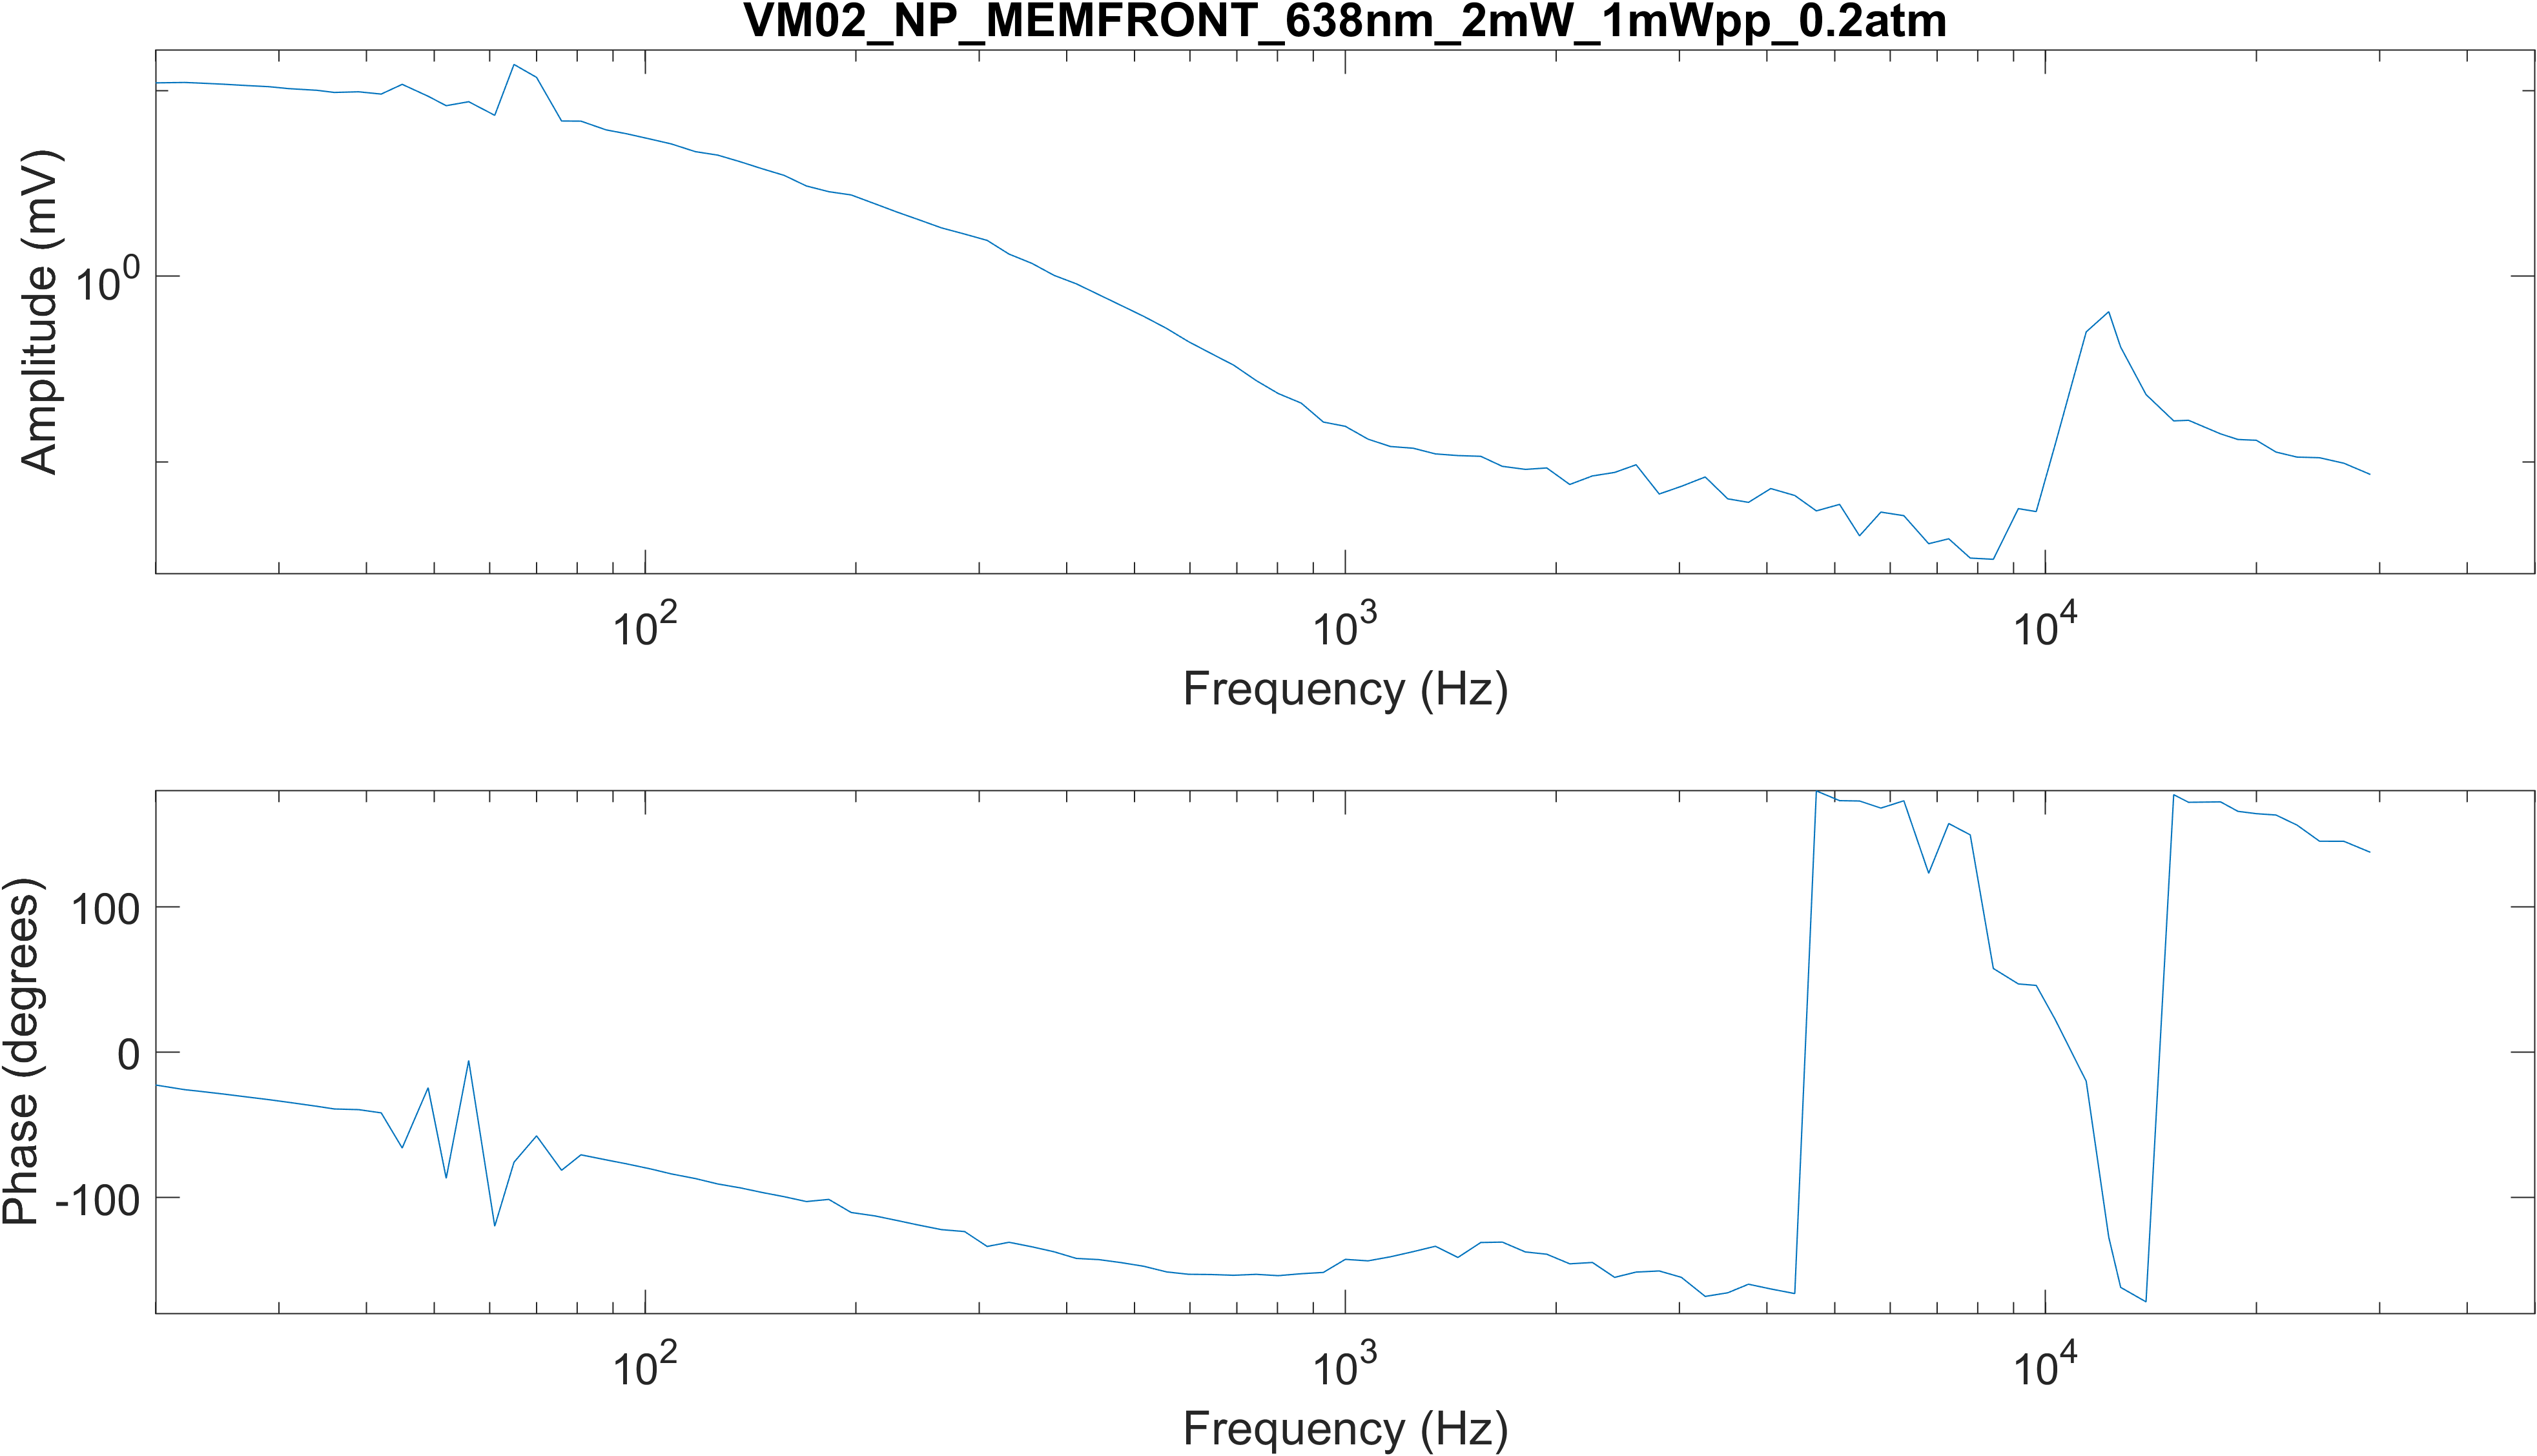 VM02_NP_MEMFRONT_638nm_2mW_1mWpp_0.2atm
Amplitude (mV)
10^0
10^2 10^3 10^4
Frequency (Hz)
Phase (degrees)
100
0
-100
10^2 10^3 10^4
Frequency (Hz)